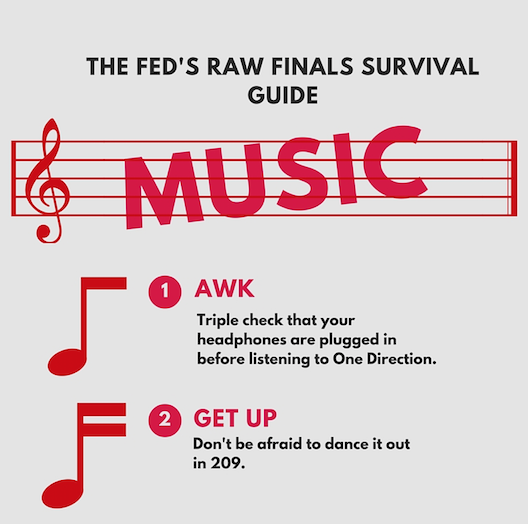 THE FED'S RAW FINALS SURVIVAL
GUIDE
MUSIC
1 AWK
Triple check that your
headphones are plugged in
before listening to One Direction.
2 GET UP
Don't be afraid to dance it out
in 209.